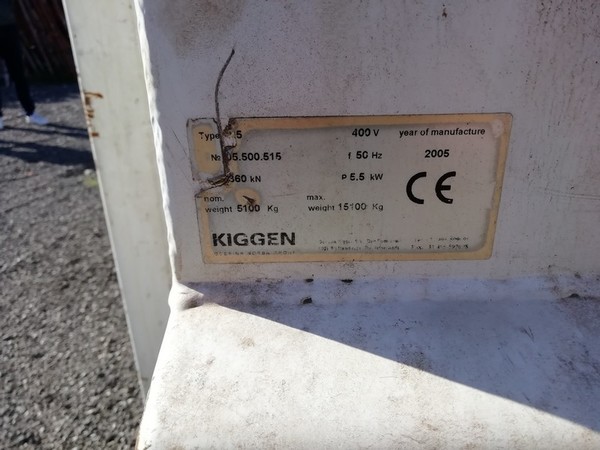 Type 5 400 V year of manufacture
№ 05.500.515 f 50 Hz 2005
360 kN P 5.5 kW CE
nom. max.
weight 5100 Kg weight 15100 Kg
KIGGEN